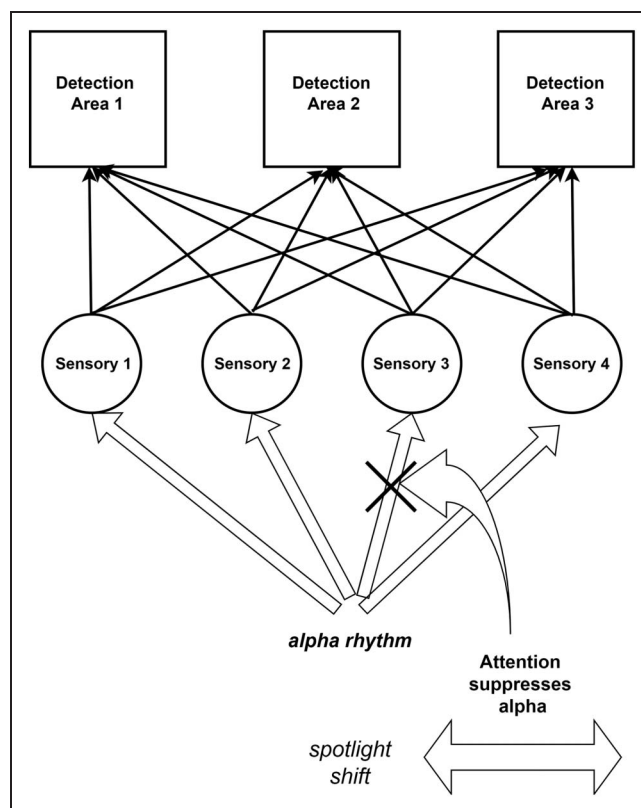 Detection
Area 1
Detection
Area 2
Detection
Area 3
Sensory 1
Sensory 2
Sensory 3
Sensory 4
alpha rhythm
Attention
suppresses
alpha
spotlight
shift